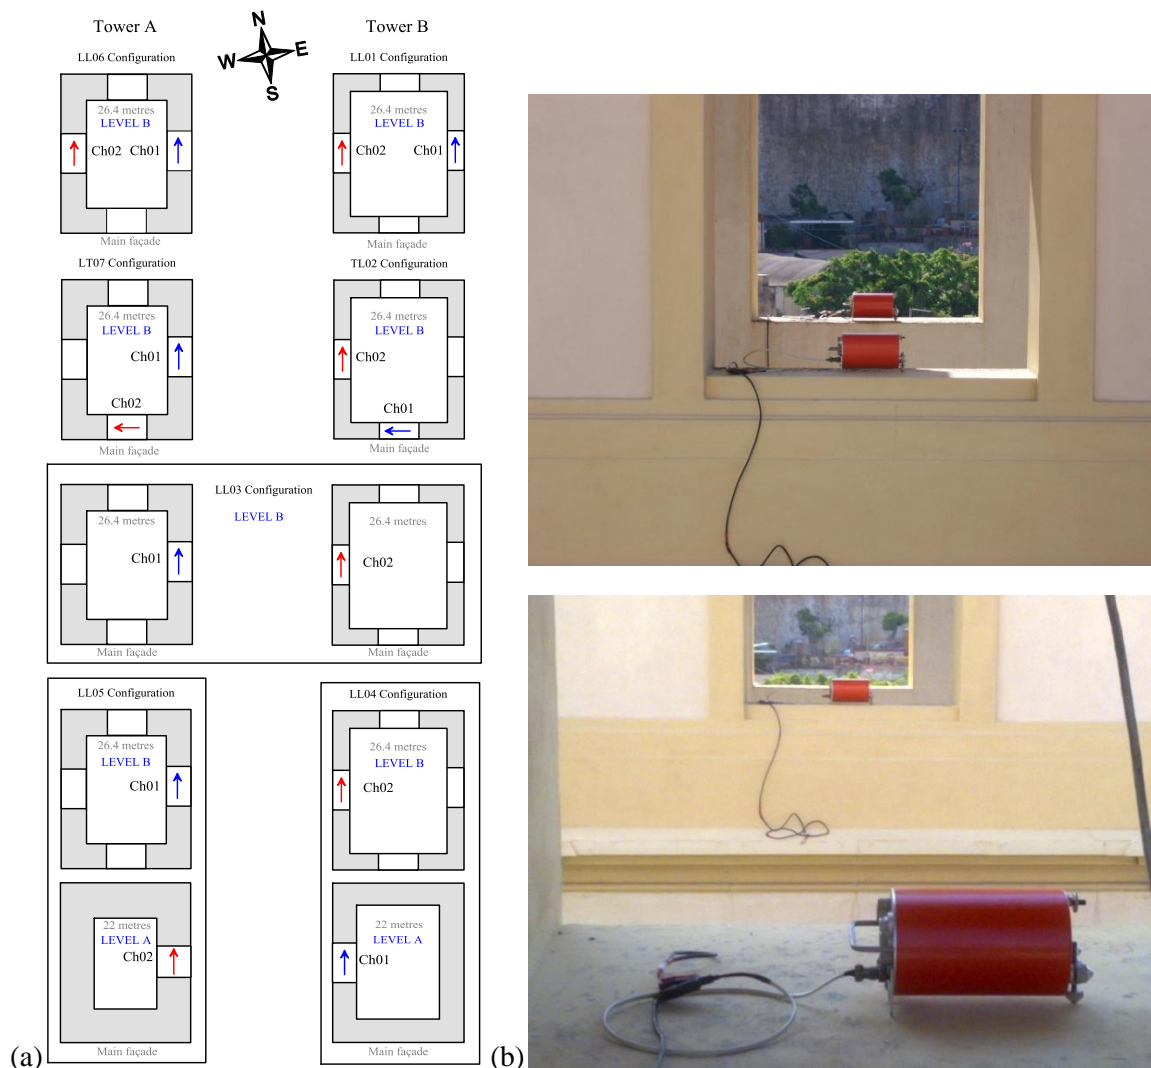 Tower A
Tower B
N
W
E
S
LL06 Configuration
26.4 metres
LEVEL B
Ch02
Ch01
Main façade
LL01 Configuration
26.4 metres
LEVEL B
Ch02
Ch01
Main façade
LT07 Configuration
26.4 metres
LEVEL B
Ch01
Ch02
Main façade
TL02 Configuration
26.4 metres
LEVEL B
Ch02
Ch01
Main façade
LL03 Configuration
LEVEL B
26.4 metres
Ch01
Main façade
26.4 metres
Ch02
Main façade
LL05 Configuration
26.4 metres
LEVEL B
Ch01
22 metres
LEVEL A
Ch02
Main façade
LL04 Configuration
26.4 metres
LEVEL B
Ch02
22 metres
LEVEL A
Ch01
Main façade
(a)
(b)